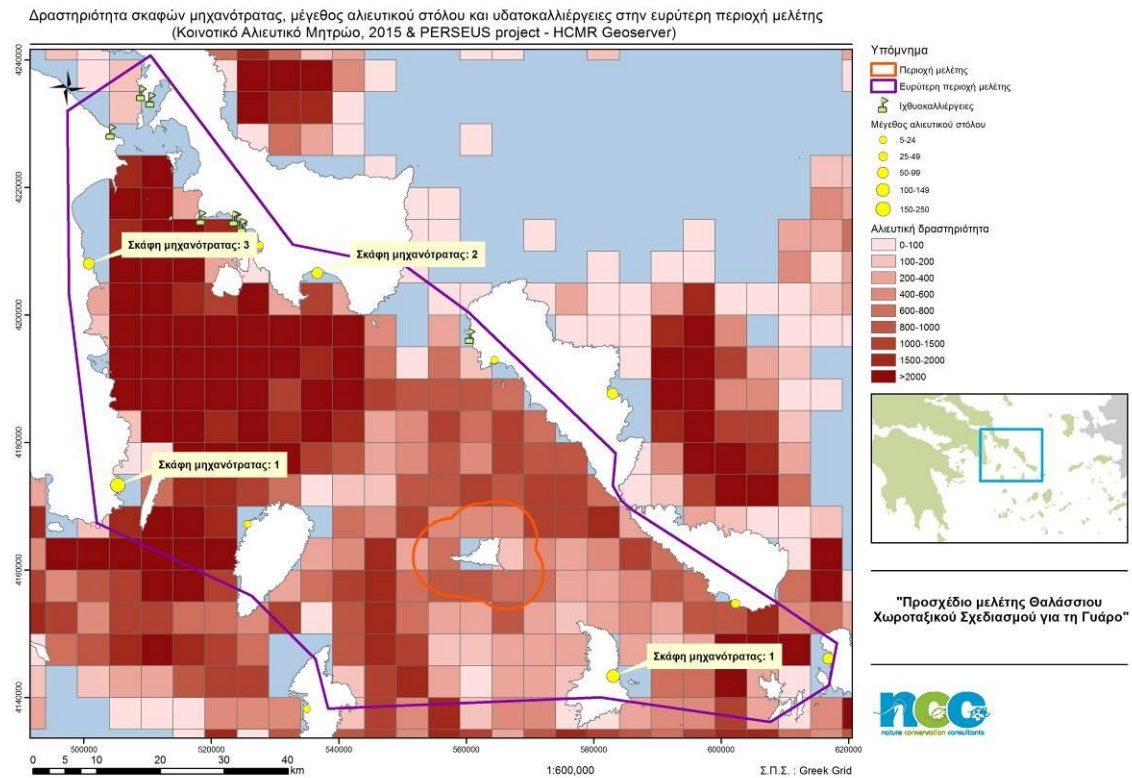 Δραστηριότητα σκαφών μηχανότρατας, μέγεθος αλιευτικού στόλου και υδατοκαλλιέργειες στην ευρύτερη περιοχή μελέτης
(Κοινοτικό Αλιευτικό Μητρώο, 2015 & PERSEUS project - HCMR Geoserver)
4240000
4220000
4200000
4180000
4160000
4140000
Σκάφη μηχανότρατας: 3
Σκάφη μηχανότρατας: 2
Σκάφη μηχανότρατας: 1
Σκάφη μηχανότρατας: 1
500000
520000
540000
560000
580000
600000
620000
0 5 10 20 30 40
km
1:600,000
Σ.Π.Σ. : Greek Grid
Υπόμνημα
Περιοχή μελέτης
Ευρύτερη περιοχή μελέτης
Ιχθυοκαλλιέργειες
Μέγεθος αλιευτικού στόλου
5-24
25-49
50-99
100-149
150-250
Αλιευτική δραστηριότητα
0-100
100-200
200-400
400-600
600-800
800-1000
1000-1500
1500-2000
>2000
"Προσχέδιο μελέτης Θαλάσσιου
Χωροταξικού Σχεδιασμού για τη Γυάρο"
ncc
nature conservation consultants